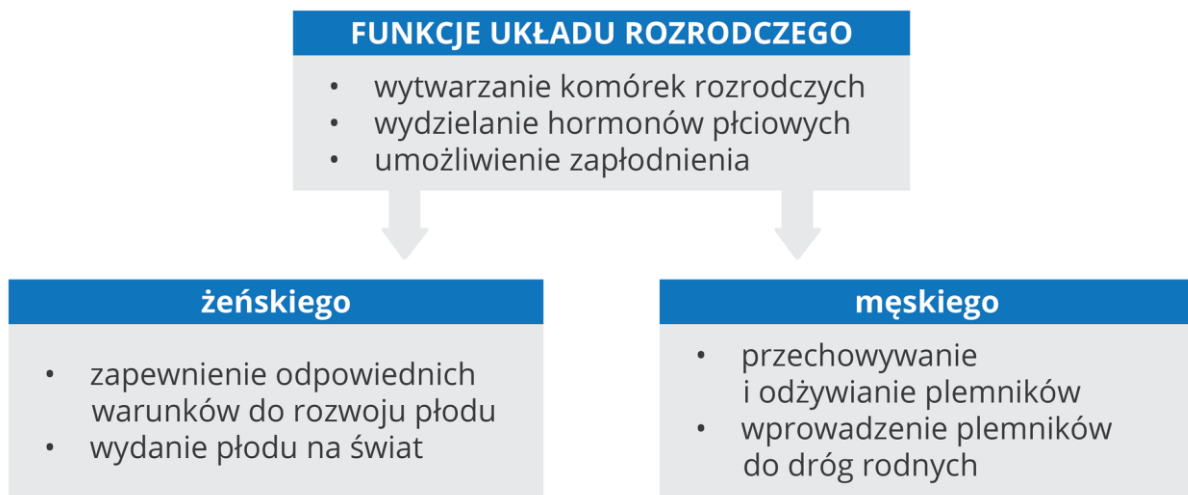 FUNKCJE UKŁADU ROZRODCZEGO
• wytwarzanie komórek rozrodczych
• wydzielanie hormonów płciowych
• umożliwienie zapłodnienia
żeńskiego
• zapewnienie odpowiednich
warunków do rozwoju płodu
• wydanie płodu na świat
męskiego
• przechowywanie
i odżywianie plemników
• wprowadzenie plemników
do dróg rodnych